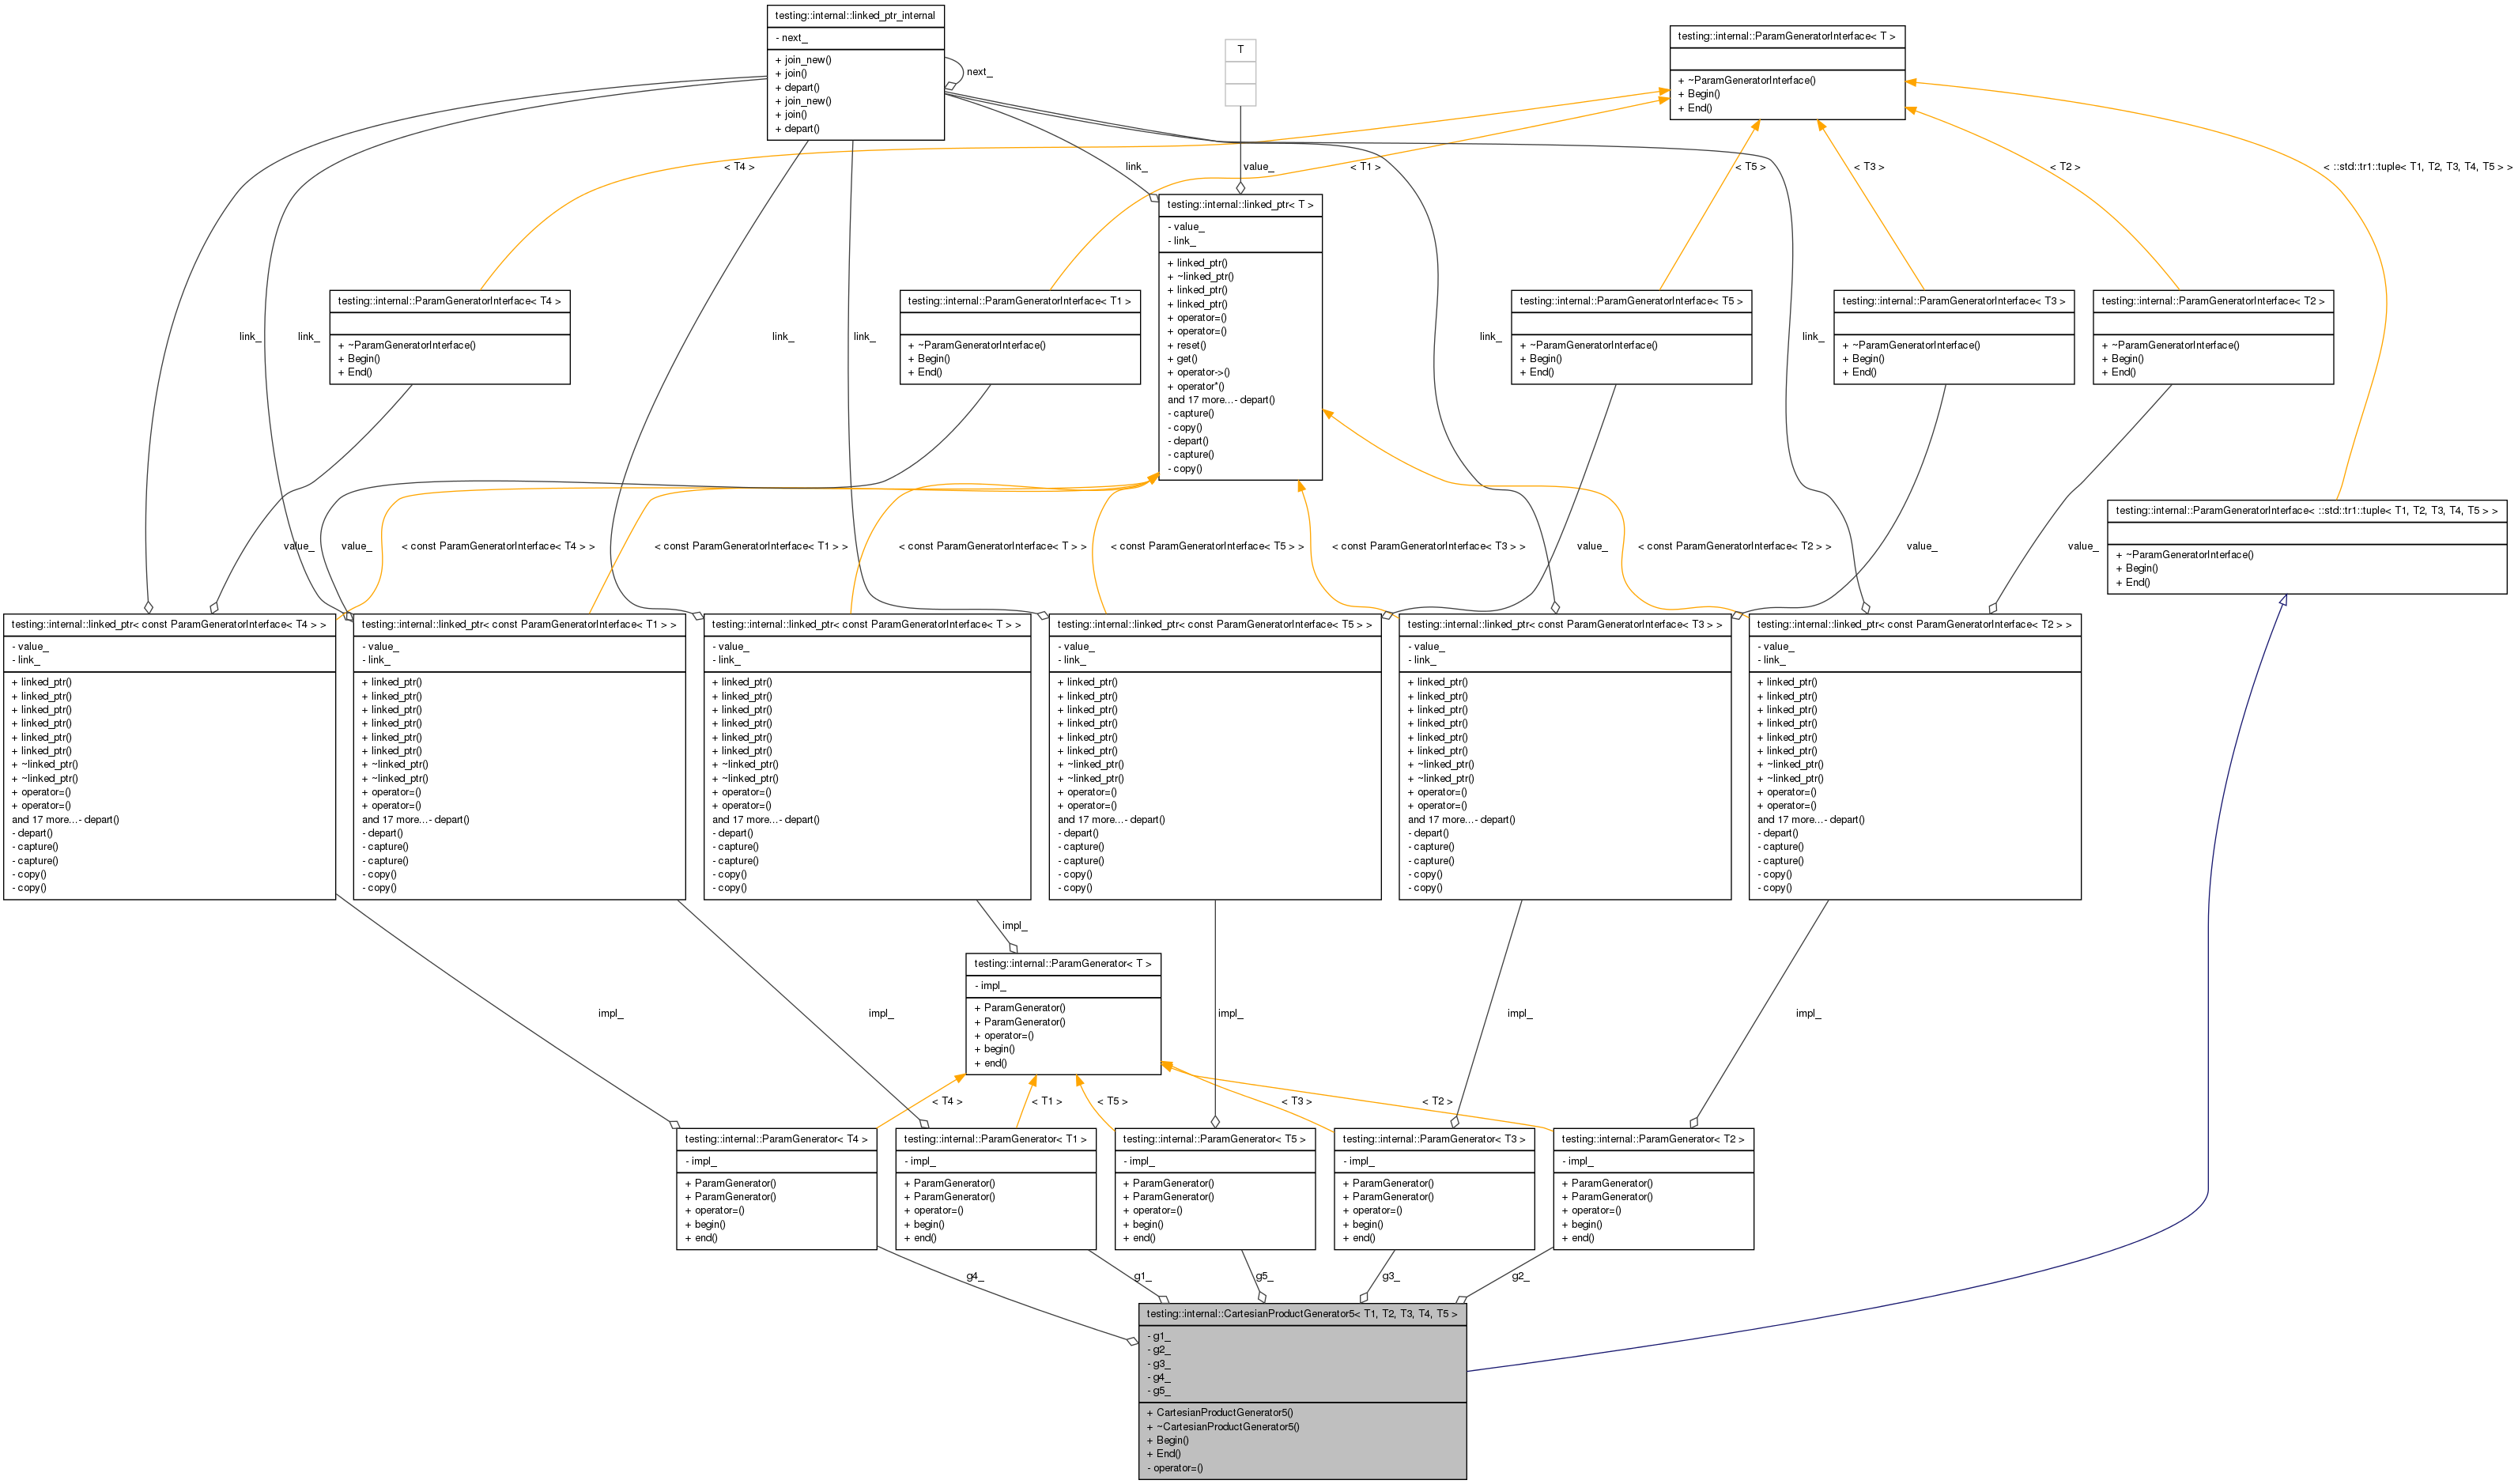 testing::internal::linked_ptr_internal
- next_
+ join_new()
+ join()
+ depart()
+ join_new()
+ join()
+ depart()
next_
T
testing::internal::ParamGeneratorInterface< T >
+ ~ParamGeneratorInterface()
+ Begin()
+ End()
< T4 >
link_
value_
< T1 >
< T5 >
< T3 >
< T2 >
< ::std::tr1::tuple< T1, T2, T3, T4, T5 > >
testing::internal::linked_ptr< T >
- value_
- link_
+ linked_ptr()
+ ~linked_ptr()
+ linked_ptr()
+ linked_ptr()
+ operator=()
+ operator=()
+ reset()
+ get()
+ operator->()
+ operator*()
and 17 more...- depart()
- capture()
- copy()
- depart()
- capture()
- copy()
link_
link_
testing::internal::ParamGeneratorInterface< T4 >
+ ~ParamGeneratorInterface()
+ Begin()
+ End()
link_
link_
testing::internal::ParamGeneratorInterface< T1 >
+ ~ParamGeneratorInterface()
+ Begin()
+ End()
link_
testing::internal::ParamGeneratorInterface< T5 >
+ ~ParamGeneratorInterface()
+ Begin()
+ End()
link_
testing::internal::ParamGeneratorInterface< T3 >
+ ~ParamGeneratorInterface()
+ Begin()
+ End()
testing::internal::ParamGeneratorInterface< T2 >
+ ~ParamGeneratorInterface()
+ Begin()
+ End()
testing::internal::ParamGeneratorInterface< ::std::tr1::tuple< T1, T2, T3, T4, T5 > >
+ ~ParamGeneratorInterface()
+ Begin()
+ End()
value_
value_
< const ParamGeneratorInterface< T4 > >
< const ParamGeneratorInterface< T1 > >
< const ParamGeneratorInterface< T > >
< const ParamGeneratorInterface< T5 > >
< const ParamGeneratorInterface< T3 > >
value_
< const ParamGeneratorInterface< T2 > >
value_
value_
testing::internal::linked_ptr< const ParamGeneratorInterface< T4 > >
- value_
- link_
+ linked_ptr()
+ linked_ptr()
+ linked_ptr()
+ linked_ptr()
+ linked_ptr()
+ linked_ptr()
+ ~linked_ptr()
+ ~linked_ptr()
+ operator=()
+ operator=()
and 17 more...- depart()
- depart()
- capture()
- capture()
- copy()
- copy()
testing::internal::linked_ptr< const ParamGeneratorInterface< T1 > >
- value_
- link_
+ linked_ptr()
+ linked_ptr()
+ linked_ptr()
+ linked_ptr()
+ linked_ptr()
+ linked_ptr()
+ ~linked_ptr()
+ ~linked_ptr()
+ operator=()
+ operator=()
and 17 more...- depart()
- depart()
- capture()
- capture()
- copy()
- copy()
testing::internal::linked_ptr< const ParamGeneratorInterface< T > >
- value_
- link_
+ linked_ptr()
+ linked_ptr()
+ linked_ptr()
+ linked_ptr()
+ linked_ptr()
+ linked_ptr()
+ ~linked_ptr()
+ ~linked_ptr()
+ operator=()
+ operator=()
and 17 more...- depart()
- depart()
- capture()
- capture()
- copy()
- copy()
testing::internal::linked_ptr< const ParamGeneratorInterface< T5 > >
- value_
- link_
+ linked_ptr()
+ linked_ptr()
+ linked_ptr()
+ linked_ptr()
+ linked_ptr()
+ linked_ptr()
+ ~linked_ptr()
+ ~linked_ptr()
+ operator=()
+ operator=()
and 17 more...- depart()
- depart()
- capture()
- capture()
- copy()
- copy()
testing::internal::linked_ptr< const ParamGeneratorInterface< T3 > >
- value_
- link_
+ linked_ptr()
+ linked_ptr()
+ linked_ptr()
+ linked_ptr()
+ linked_ptr()
+ linked_ptr()
+ ~linked_ptr()
+ ~linked_ptr()
+ operator=()
+ operator=()
and 17 more...- depart()
- depart()
- capture()
- capture()
- copy()
- copy()
testing::internal::linked_ptr< const ParamGeneratorInterface< T2 > >
- value_
- link_
+ linked_ptr()
+ linked_ptr()
+ linked_ptr()
+ linked_ptr()
+ linked_ptr()
+ linked_ptr()
+ ~linked_ptr()
+ ~linked_ptr()
+ operator=()
+ operator=()
and 17 more...- depart()
- depart()
- capture()
- capture()
- copy()
- copy()
impl_
testing::internal::ParamGenerator< T >
- impl_
+ ParamGenerator()
+ ParamGenerator()
+ operator=()
+ begin()
+ end()
impl_
impl_
impl_
impl_
impl_
< T4 >
< T1 >
< T5 >
< T3 >
< T2 >
testing::internal::ParamGenerator< T4 >
- impl_
+ ParamGenerator()
+ ParamGenerator()
+ operator=()
+ begin()
+ end()
testing::internal::ParamGenerator< T1 >
- impl_
+ ParamGenerator()
+ ParamGenerator()
+ operator=()
+ begin()
+ end()
testing::internal::ParamGenerator< T5 >
- impl_
+ ParamGenerator()
+ ParamGenerator()
+ operator=()
+ begin()
+ end()
testing::internal::ParamGenerator< T3 >
- impl_
+ ParamGenerator()
+ ParamGenerator()
+ operator=()
+ begin()
+ end()
testing::internal::ParamGenerator< T2 >
- impl_
+ ParamGenerator()
+ ParamGenerator()
+ operator=()
+ begin()
+ end()
g4_
g1_
g5_
g3_
g2_
testing::internal::CartesianProductGenerator5< T1, T2, T3, T4, T5 >
- g1_
- g2_
- g3_
- g4_
- g5_
+ CartesianProductGenerator5()
+ ~CartesianProductGenerator5()
+ Begin()
+ End()
- operator=()